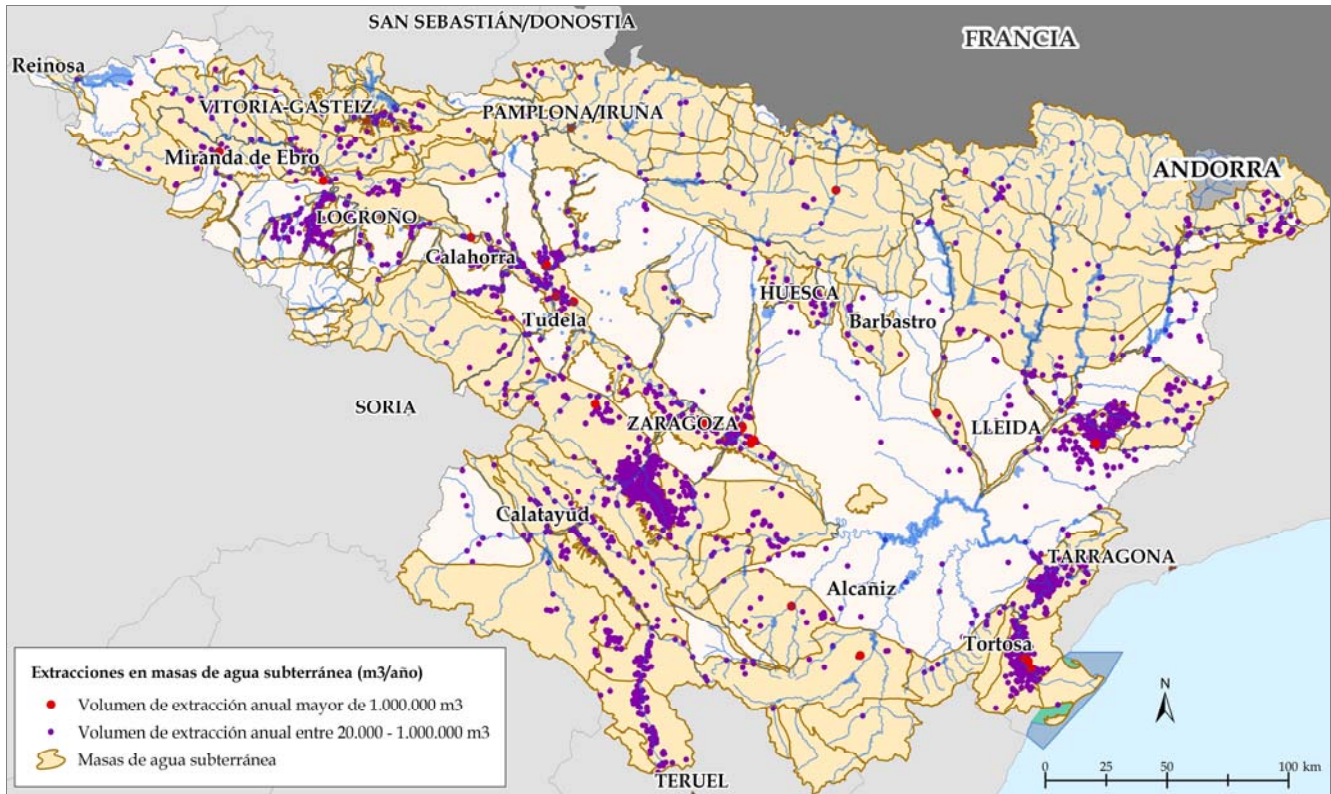 SAN SEBASTIÁN/DONOSTIA
FRANCIA
Reinosa
VITORIA-GASTEIZ
PAMPLONA/IRUÑA
Miranda de Ebro
ANDORRA
LOGROÑO
Calahorra
HUESCA
Tudela
Barbastro
SORIA
ZARAGOZA
LLEIDA
Calatayud
TARRAGONA
Alcañiz
Tortosa
TERUEL
Extracciones en masas de agua subterránea (m3/año)
Volumen de extracción anual mayor de 1.000.000 m3
Volumen de extracción anual entre 20.000 - 1.000.000 m3
Masas de agua subterránea
N
0 25 50 100 km